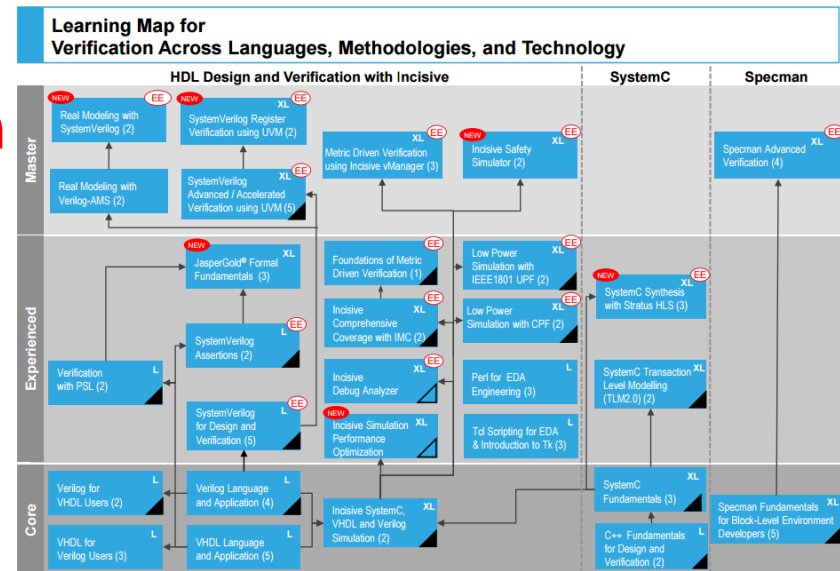 Learning Map for
Verification Across Languages, Methodologies, and Technology
HDL Design and Verification with Incisive
SystemC
Specman
Master
NEW
EE
Real Modeling with
SystemVerilog (2)
NEW
XL
EE
SystemVerilog Register
Verification using UVM (2)
XL
EE
Metric Driven Verification
using Incisive vManager (3)
NEW
XL
EE
Incisive Safety
Simulator (2)
XL
EE
Specman Advanced
Verification (4)
Real Modeling with
Verilog-AMS (2)
XL
EE
SystemVerilog
Advanced / Accelerated
Verification using UVM (5)
Experienced
NEW
XL
JasperGold® Formal
Fundamentals (3)
EE
Foundations of Metric
Driven Verification (1)
EE
Low Power
Simulation with
IEEE1801 UPF (2)
XL
NEW
XL
EE
SystemC Synthesis
with Stratus HLS (3)
L
EE
SystemVerilog
Assertions (2)
XL
EE
Incisive
Comprehensive
Coverage with IMC (2)
XL
EE
Low Power
Simulation with CPF (2)
L
Verification
with PSL (2)
XL
EE
Incisive
Debug Analyzer
L
Perl for EDA
Engineering (3)
XL
SystemC Transaction
Level Modelling
(TLM2.0) (2)
L
EE
SystemVerilog
for Design and
Verification (5)
NEW
XL
Incisive Simulation
Performance
Optimization
L
Tcl Scripting for EDA
& Introduction to Tk (3)
Core
L
Verilog for
VHDL Users (2)
L
Verilog Language
and Application (4)
XL
Incisive SystemC,
VHDL and Verilog
Simulation (2)
XL
SystemC
Fundamentals (3)
XL
Specman Fundamentals
for Block-Level Environment
Developers (5)
L
VHDL for
Verilog Users (3)
L
VHDL Language
and Application (5)
L
C++ Fundamentals
for Design and
Verification (2)